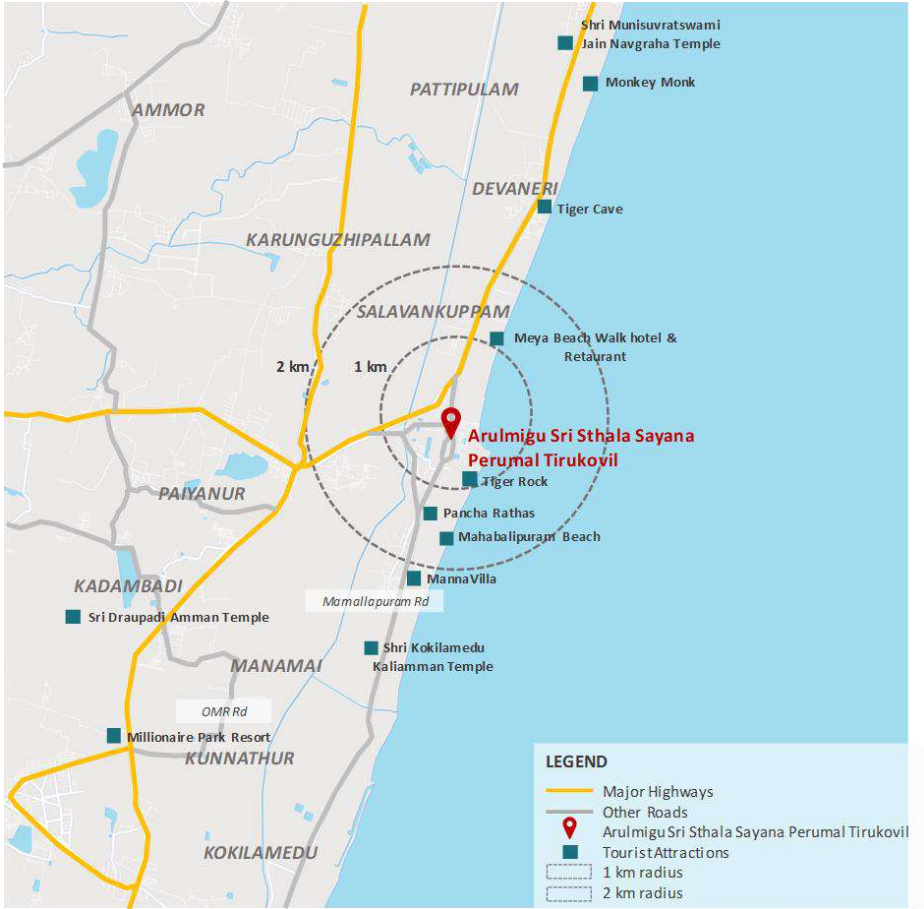 Shri Munisuvratswami
Jain Navgraha Temple
Monkey Monk
PATTIPULAM
AMMOR
DEVANERI
Tiger Cave
KARUNGUZHIPALLAM
SALAVANKUPPAM
Meya Beach Walk hotel &
Retaurant
2 km
1 km
Arulmigu Sri Sthala Sayana
Perumal Tirukovil
Tiger Rock
PAIYANUR
Pancha Rathas
Mahabalipuram Beach
MannaVilla
KADAMBADI
Mamallapuram Rd
Sri Draupadi Amman Temple
Shri Kokilamedu
Kaliamman Temple
MANAMAI
OMR Rd
Millionaire Park Resort
KUNNATHUR
KOKILAMEDU
LEGEND
Major Highways
Other Roads
Arulmigu Sri Sthala Sayana Perumal Tirukovil
Tourist Attractions
1 km radius
2 km radius